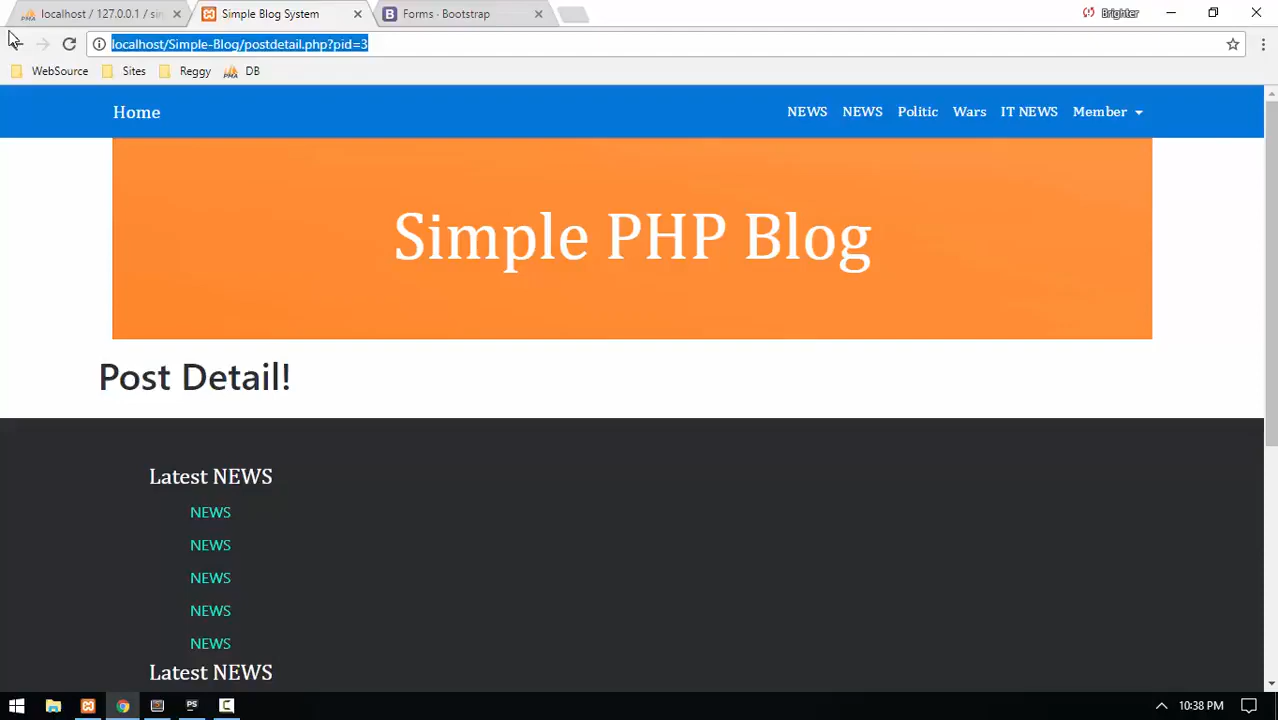 localhost / 127.0.0.1 / sim
Simple Blog System
Forms - Bootstrap
Brighter
localhost/Simple-Blog/postdetail.php?pid=3
WebSource
Sites
Reggy
DB
Home
NEWS
NEWS
Politic
Wars
IT NEWS
Member
Simple PHP Blog
Post Detail!
Latest NEWS
NEWS
NEWS
NEWS
NEWS
NEWS
Latest NEWS
10:38 PM